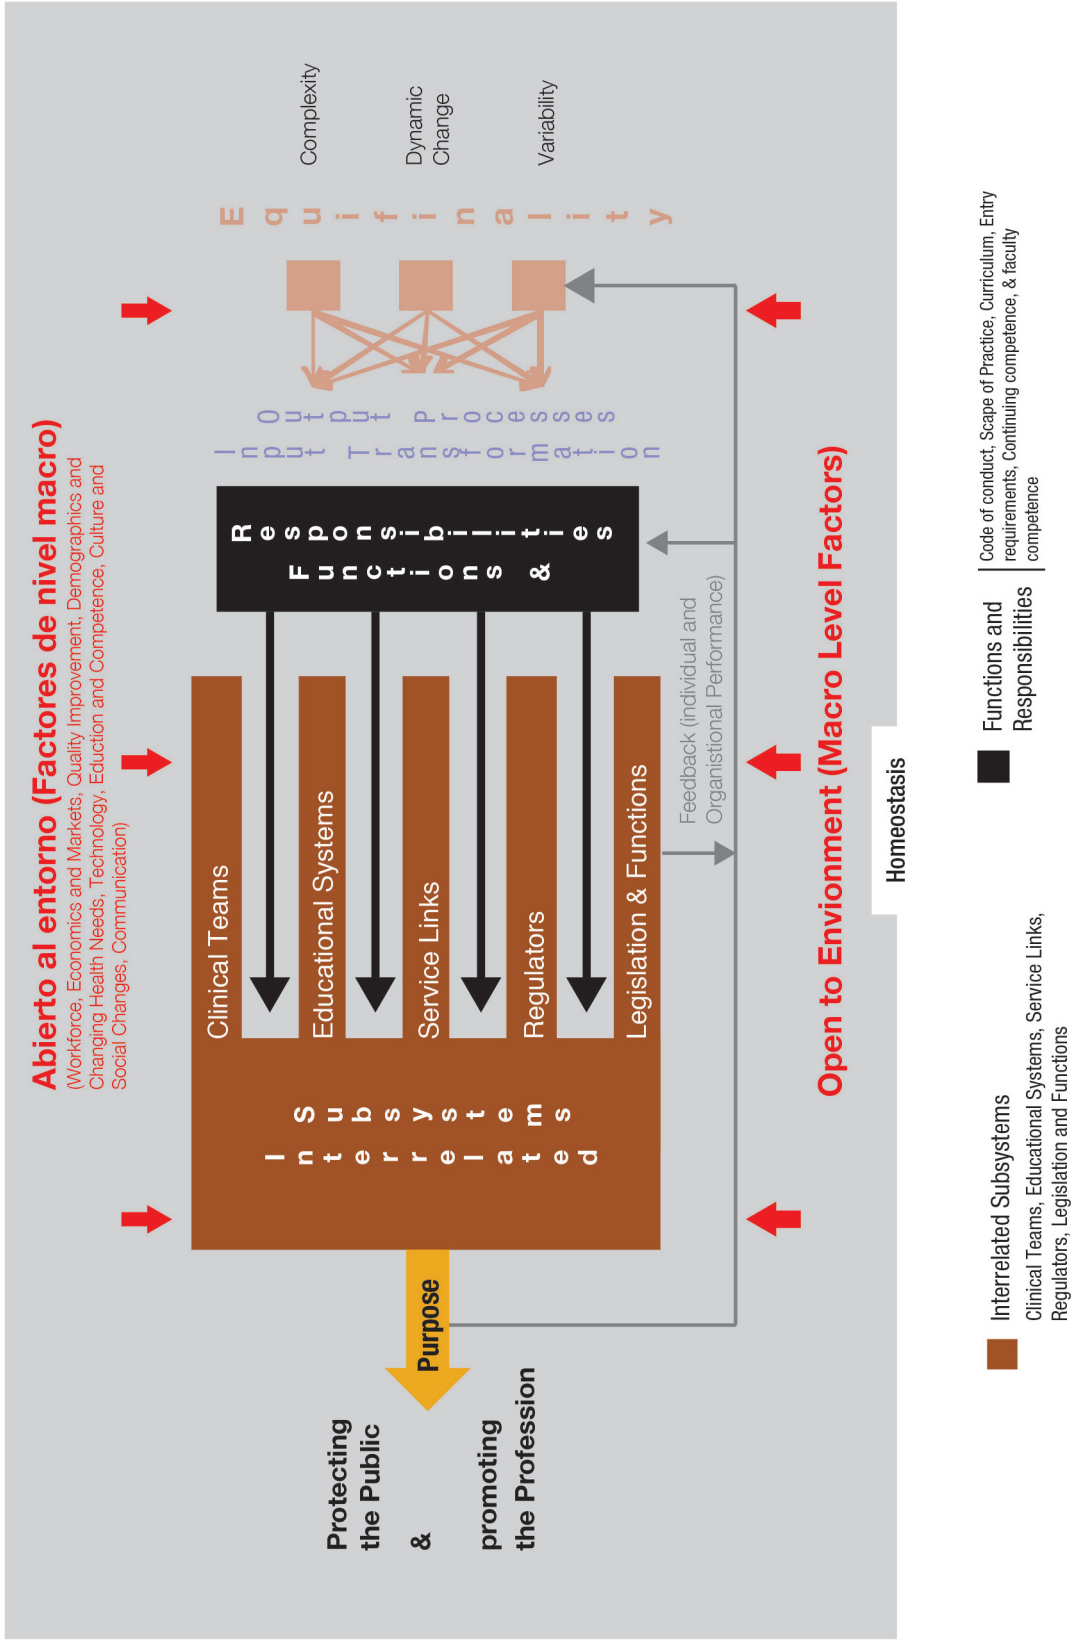 Abierto al entorno (Factores de nivel macro)
(Workforce, Economics and Markets, Quality Improvement, Demographics and
Changing Health Needs, Technology, Eduction and Competence, Culture and
Social Changes, Communication)
Protecting
the Public
&
promoting
the Profession
Purpose
Interrelated
Subsystems
Clinical Teams
Educational Systems
Service Links
Regulators
Legislation & Functions
Functions &
Responsibilities
Input Transformation
Output Processes
Equifinality
Complexity
Dynamic
Change
Variability
Feedback (individual and
Organistional Performance)
Open to Envionment (Macro Level Factors)
Homeostasis
Interrelated Subsystems
Clinical Teams, Educational Systems, Service Links,
Regulators, Legislation and Functions
Functions and
Responsibilities
Code of conduct, Scape of Practice, Curriculum, Entry
requirements, Continuing competence, & faculty
competence